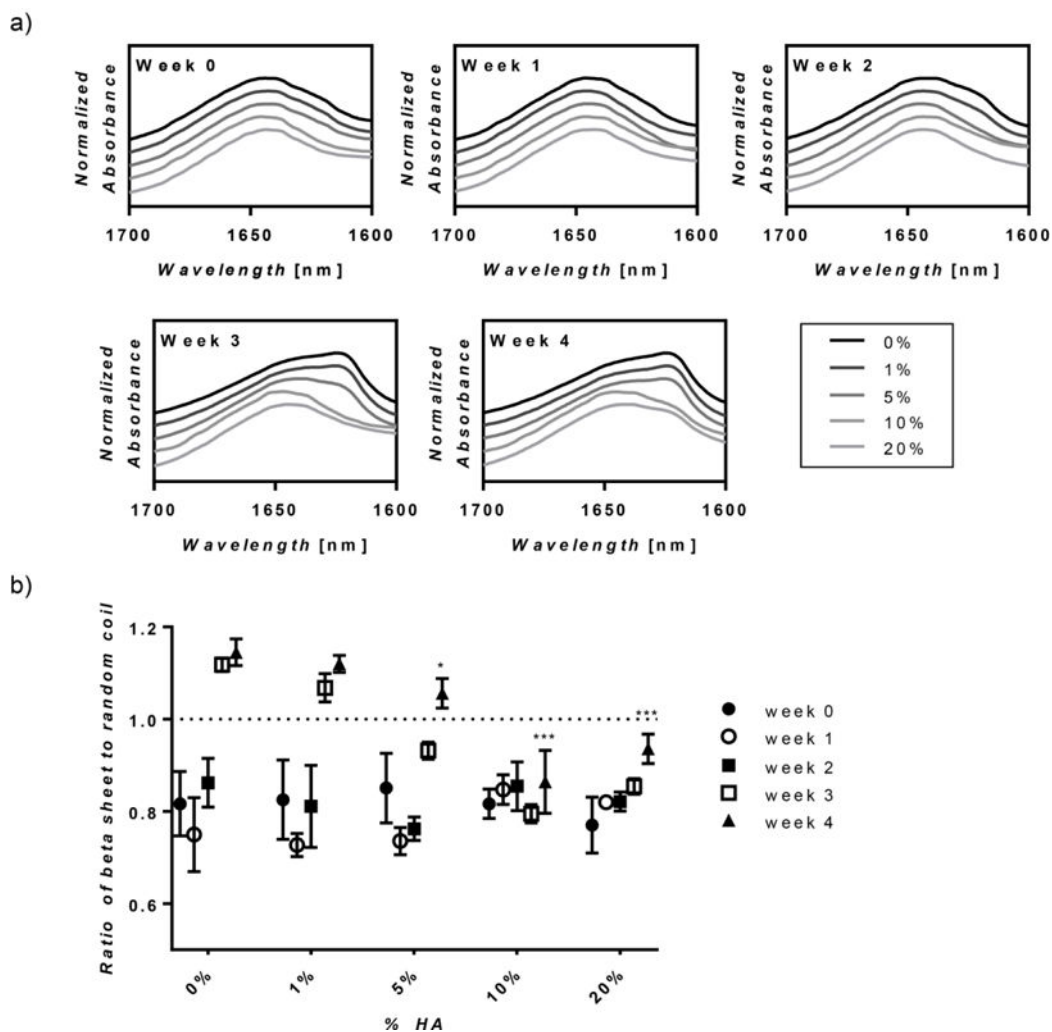 a)
Week 0
Normalized
Absorbance
1700
1650
1600
Wavelength [nm]
Week 1
Normalized
Absorbance
1700
1650
1600
Wavelength [nm]
Week 2
Normalized
Absorbance
1700
1650
1600
Wavelength [nm]
Week 3
Normalized
Absorbance
1700
1650
1600
Wavelength [nm]
Week 4
Normalized
Absorbance
1700
1650
1600
Wavelength [nm]
0%
1%
5%
10%
20%
b)
Ratio of beta sheet to random coil
1.2
1.0
0.8
0.6
*
***
***
0%
1%
5%
10%
20%
% HA
week 0
week 1
week 2
week 3
week 4